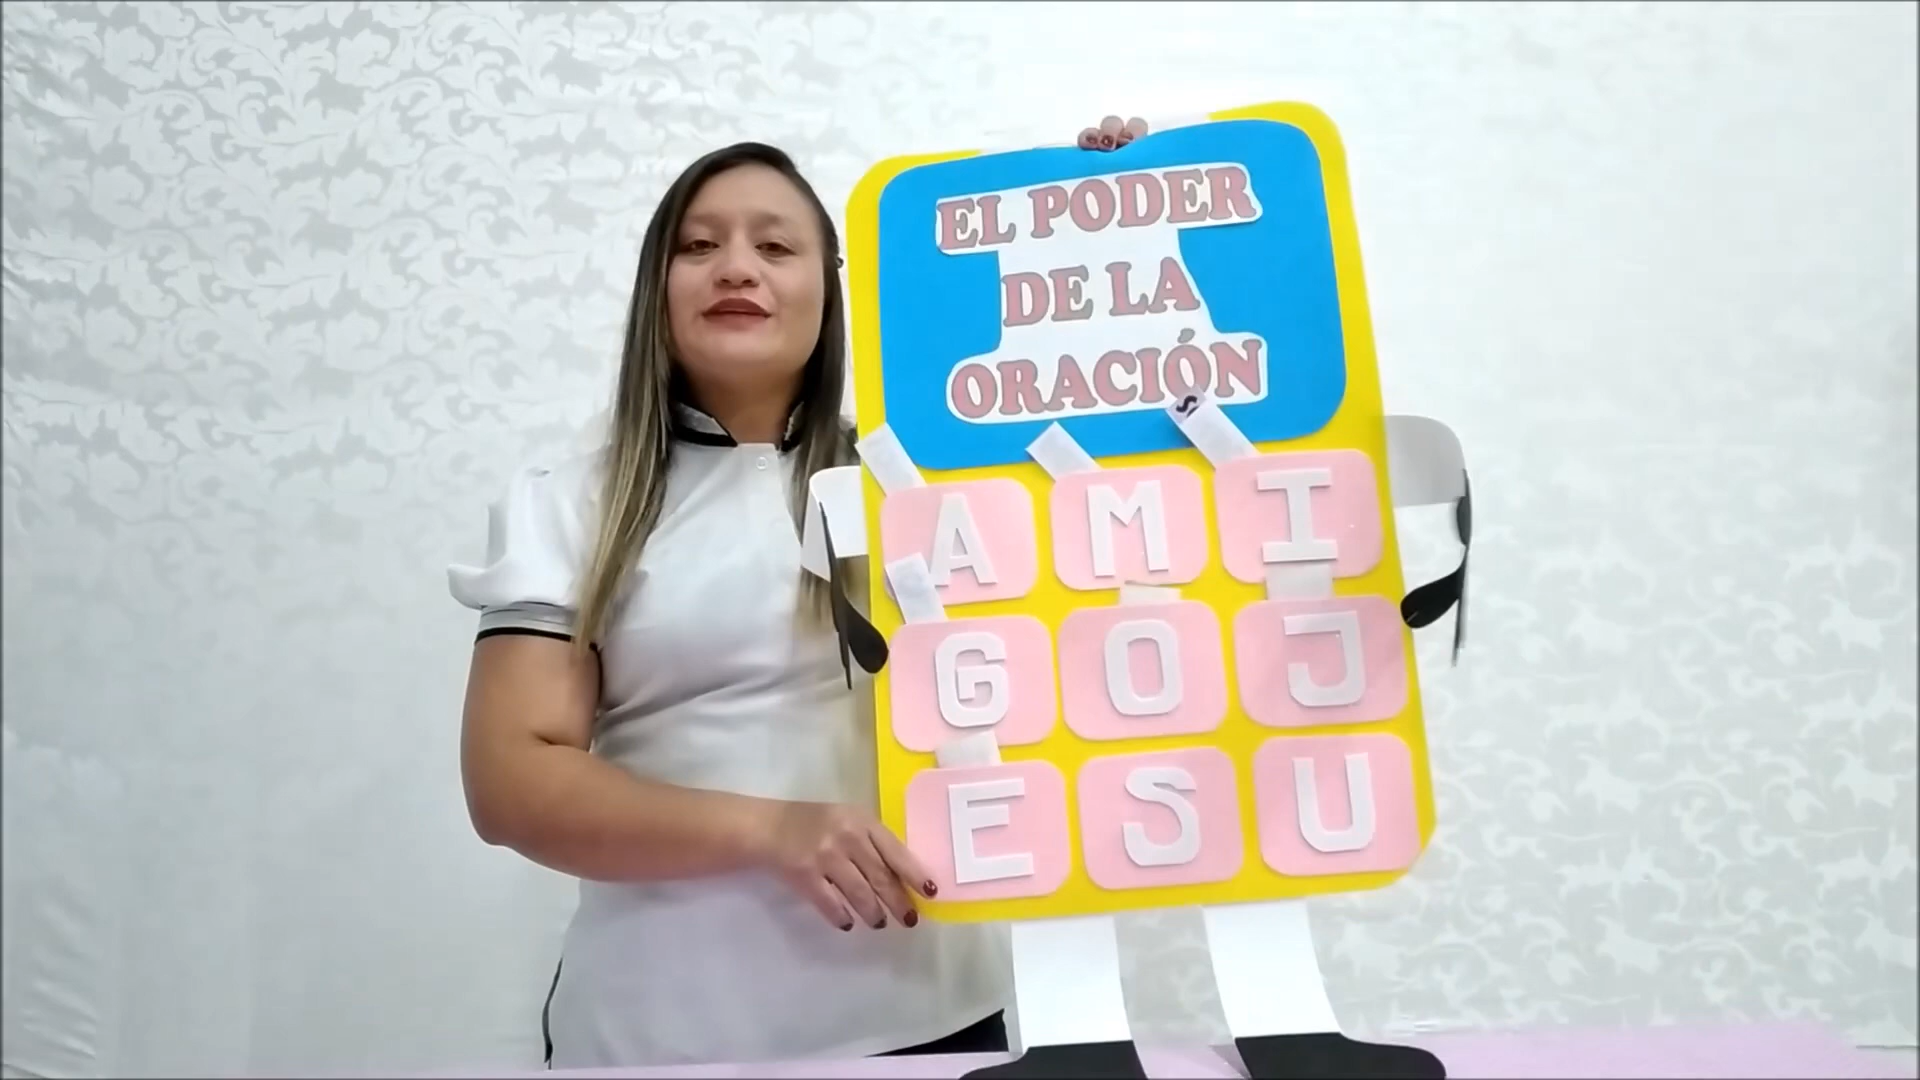 EL PODER
DE LA
ORACIÓN
A M I
G O J
E S U